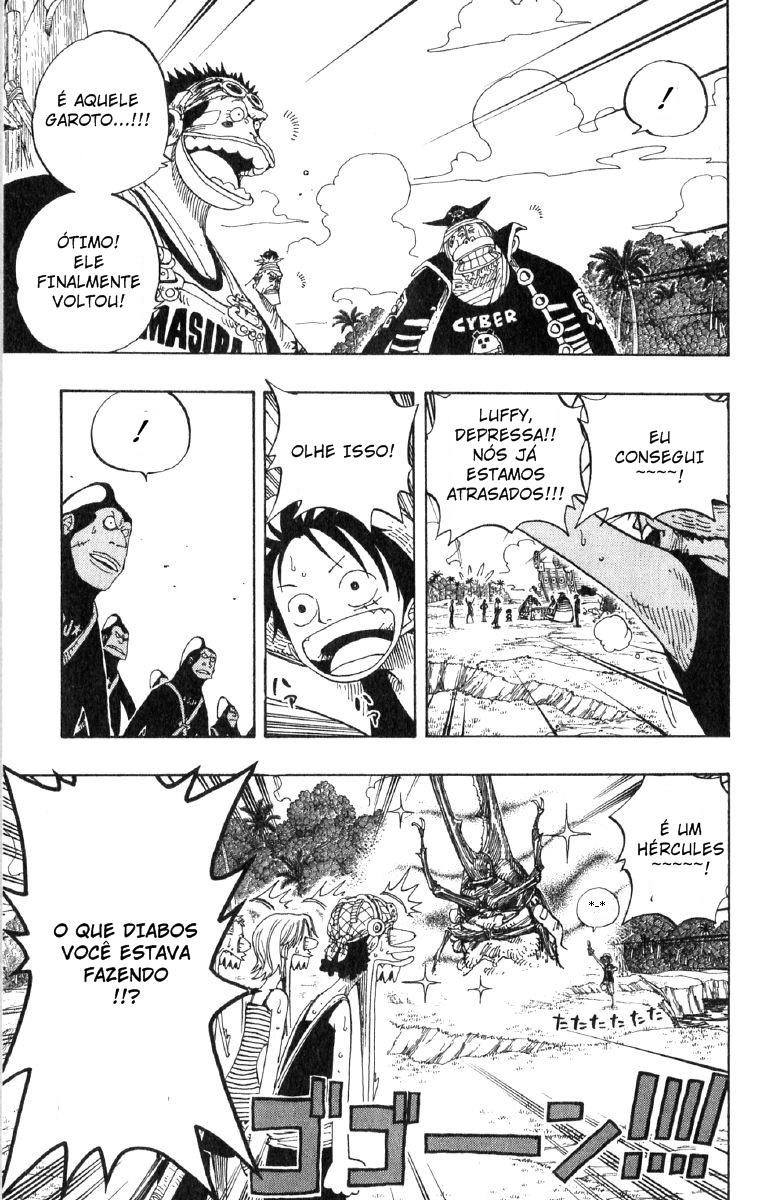 !
É AQUELE
GAROTO...!!!
ÓTIMO!
ELE
FINALMENTE
VOLTOU!
MASIRA
CYBER
EU
CONSEGUI
~~~~!
LUFFY,
DEPRESSA!!
NÓS JÁ
ESTAMOS
ATRASADOS!!!
OLHE ISSO!
!
É UM
HÉRCULES
~~~~~!
*-*
O QUE DIABOS
VOCÊ ESTAVA
FAZENDO
!!?
たたたたたた
ゴゴーン!!!!